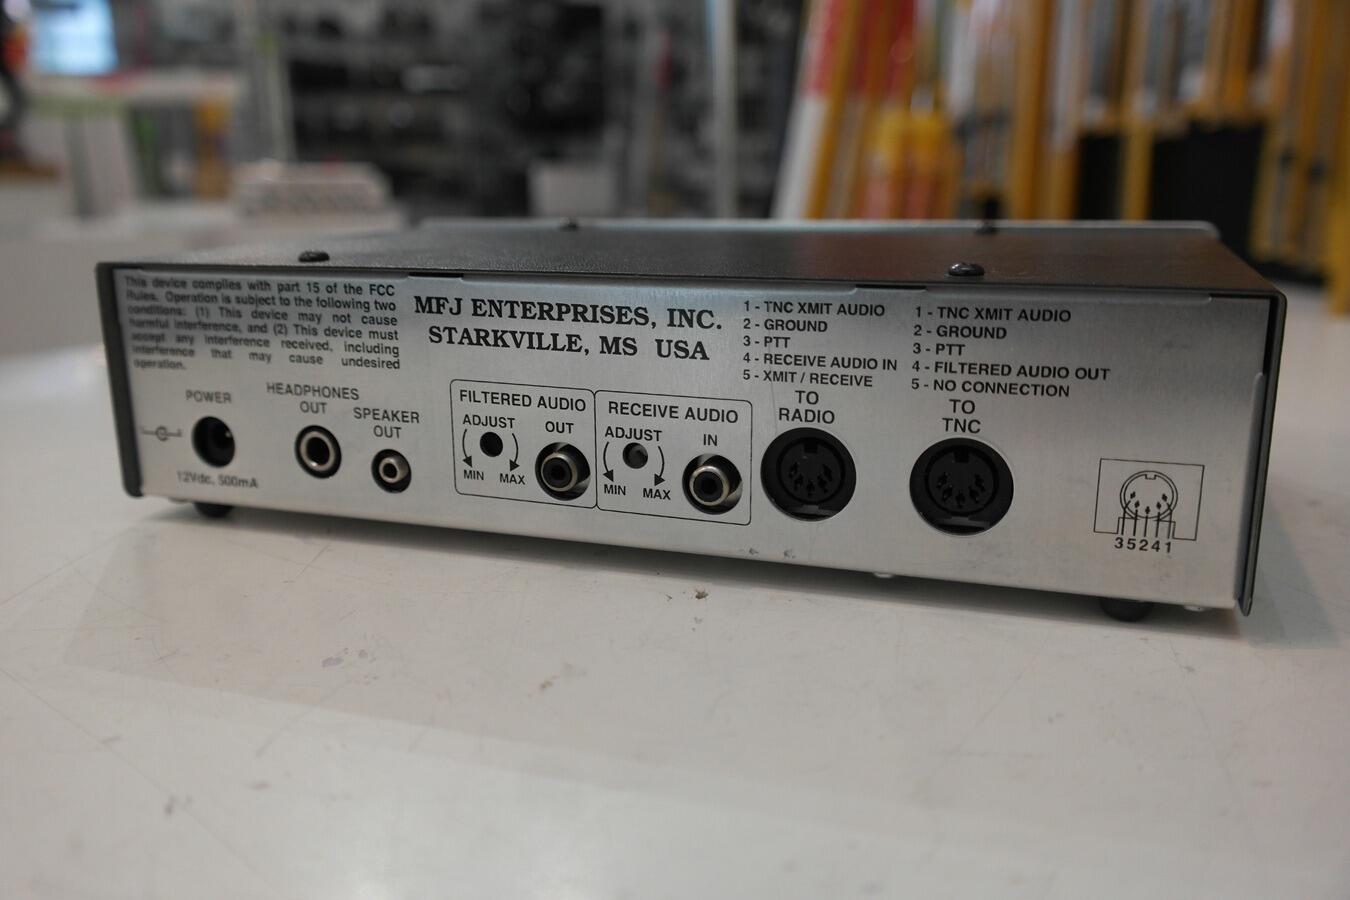 This device complies with part 15 of the FCC
Rules. Operation is subject to the following two
conditions: (1) This device may not cause
harmful interference, and (2) This device must
accept any interference received, including
interference that may cause undesired
operation.
MFJ ENTERPRISES, INC.
STARKVILLE, MS USA
1 - TNC XMIT AUDIO
2 - GROUND
3 - PTT
4 - RECEIVE AUDIO IN
5 - XMIT / RECEIVE
TO
RADIO
1 - TNC XMIT AUDIO
2 - GROUND
3 - PTT
4 - FILTERED AUDIO OUT
5 - NO CONNECTION
TO
TNC
POWER
12Vdc, 500mA
HEADPHONES
OUT
SPEAKER
OUT
FILTERED AUDIO
ADJUST
OUT
MIN MAX
RECEIVE AUDIO
ADJUST
IN
MIN MAX
35241